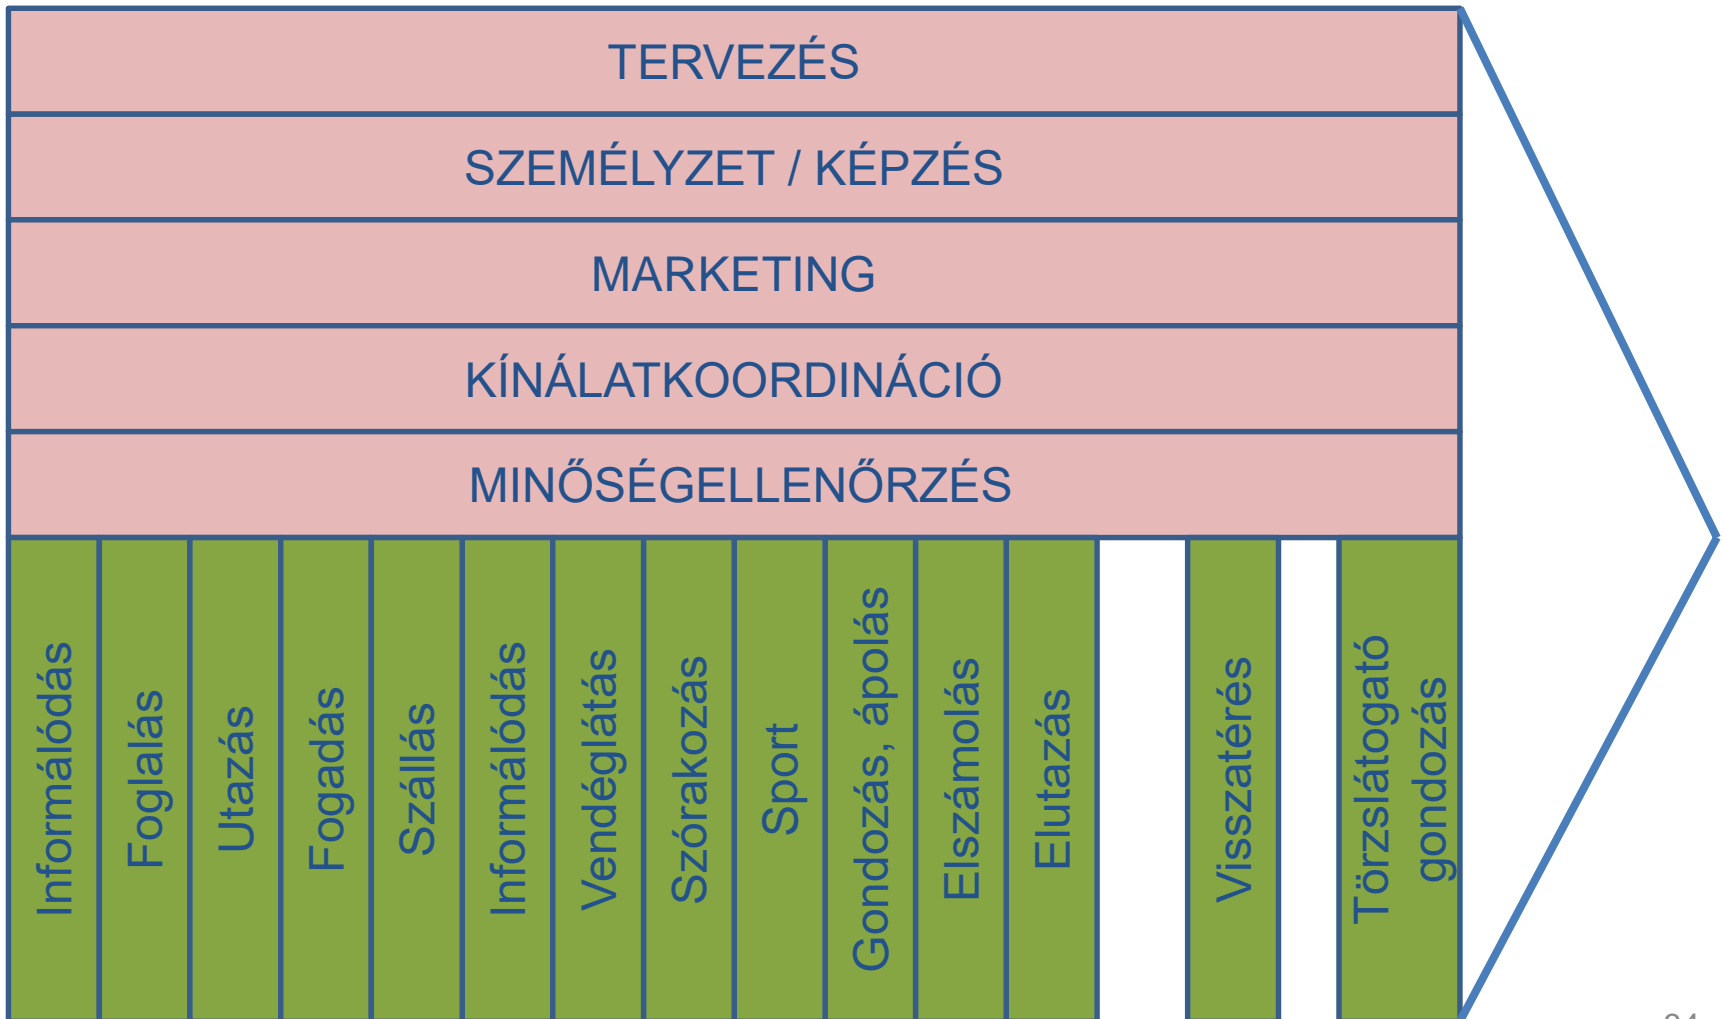 TERVEZÉS
SZEMÉLYZET / KÉPZÉS
MARKETING
KÍNÁLATKOORDINÁCIÓ
MINŐSÉGELLENŐRZÉS
Informálódás
Foglalás
Utazás
Fogadás
Szállás
Informálódás
Vendéglátás
Szórakozás
Sport
Gondozás, ápolás
Elszámolás
Elutazás
Visszatérés
Törzslátogató
gondozás